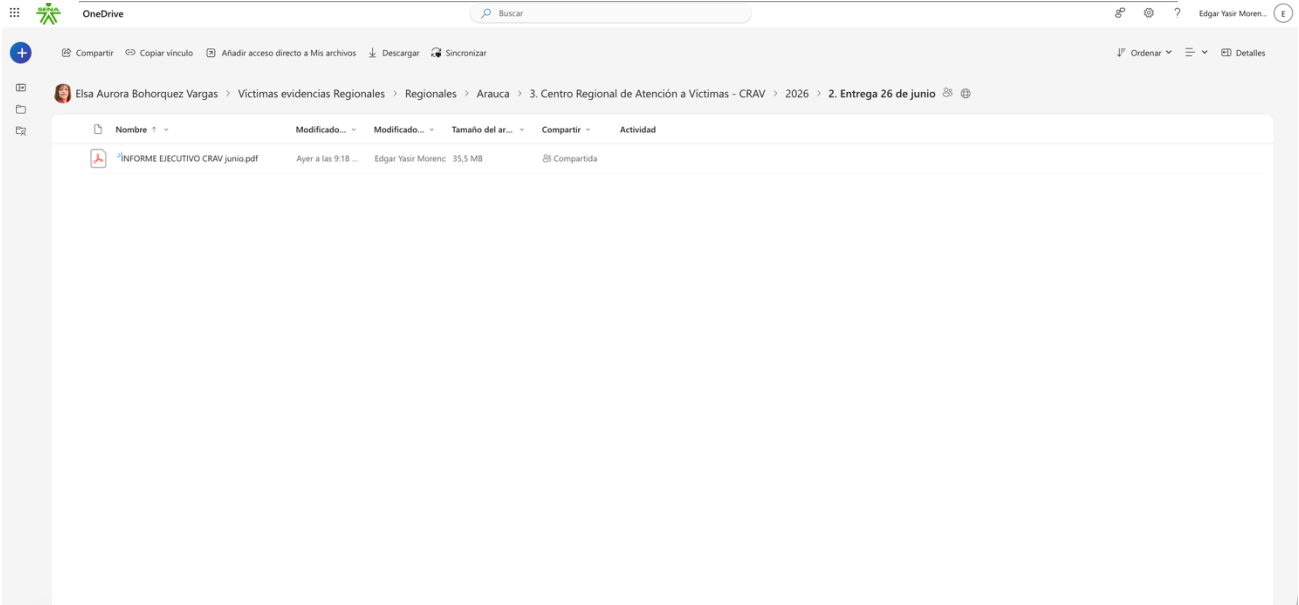 SENA
OneDrive
Buscar
Edgar Yasir Moren...
E
Compartir
Copiar vínculo
Añadir acceso directo a Mis archivos
Descargar
Sincronizar
Ordenar
Detalles
Elsa Aurora Bohorquez Vargas > Víctimas evidencias Regionales > Regionales > Arauca > 3. Centro Regional de Atención a Víctimas - CRAV > 2026 > 2. Entrega 26 de junio
Nombre Modificado... Modificado... Tamaño del ar... Compartir Actividad
INFORME EJECUTIVO CRAV junio.pdf Ayer a las 9:18 ... Edgar Yasir Morenc 35,5 MB Compartida